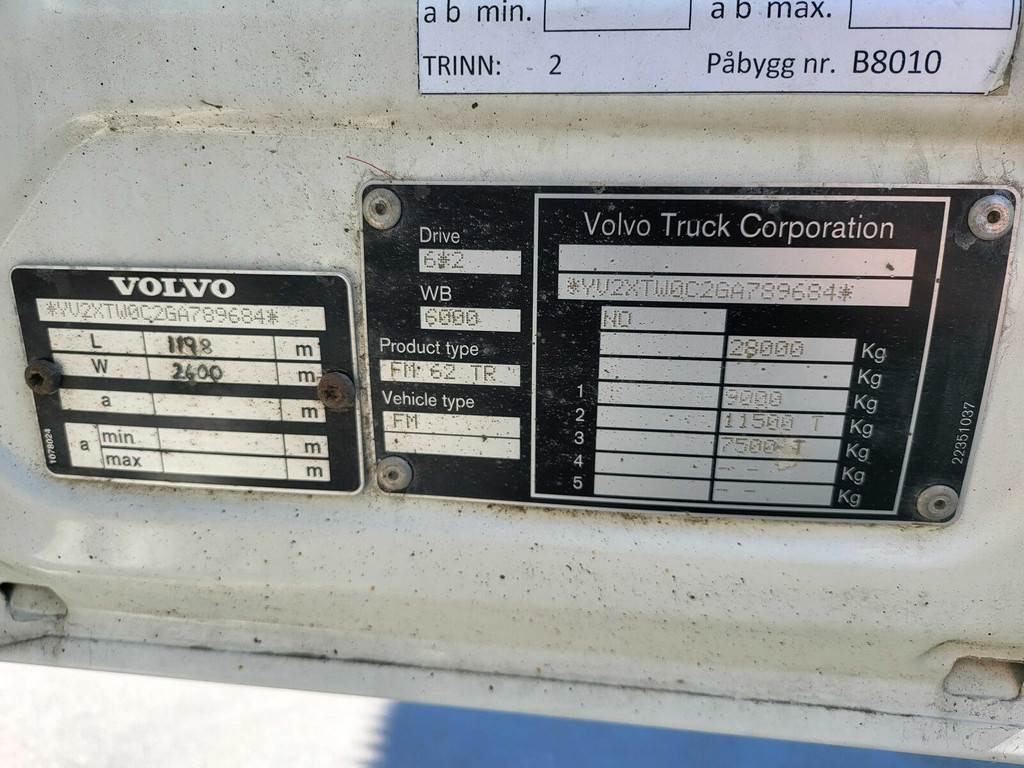 a b min. a b max.
TRINN: 2 Påbygg nr. B8010
VOLVO
*YV2XTW0C2GA789684*
L 1198 m
W 2600 m
a m
a min m
max m
1078024
Drive
6*2
WB
6000
Product type
FM 62 TR
Vehicle type
FM
Volvo Truck Corporation
*YV2XTW0C2GA789684*
NO
28000 Kg
Kg
1 9000 Kg
2 11500 T Kg
3 7500 T Kg
4 -- Kg
5 -- Kg
22351037